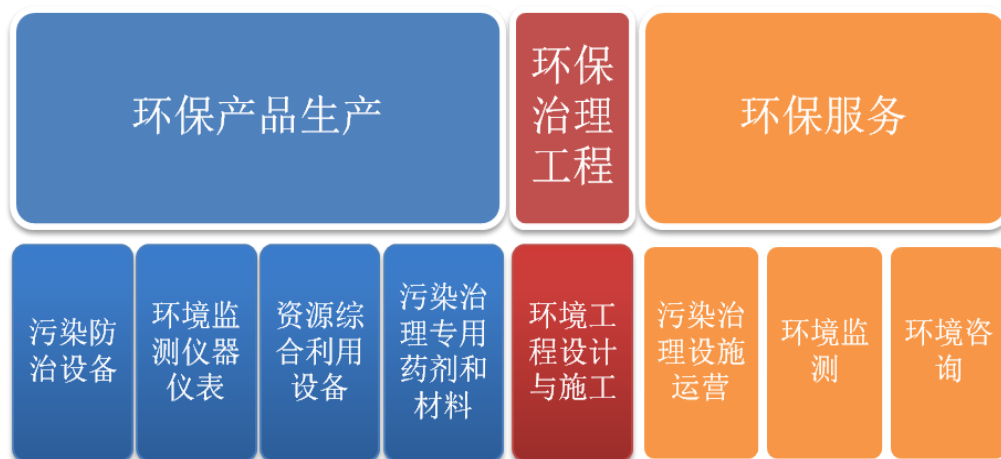 环保产品生产
环保
治理
工程
环保服务
污染防
治设备
环境监
测仪器
仪表
资源综
合利用
设备
污染治
理专用
药剂和
材料
环境工
程设计
与施工
污染治
理设施
运营
环境监
测
环境咨
询